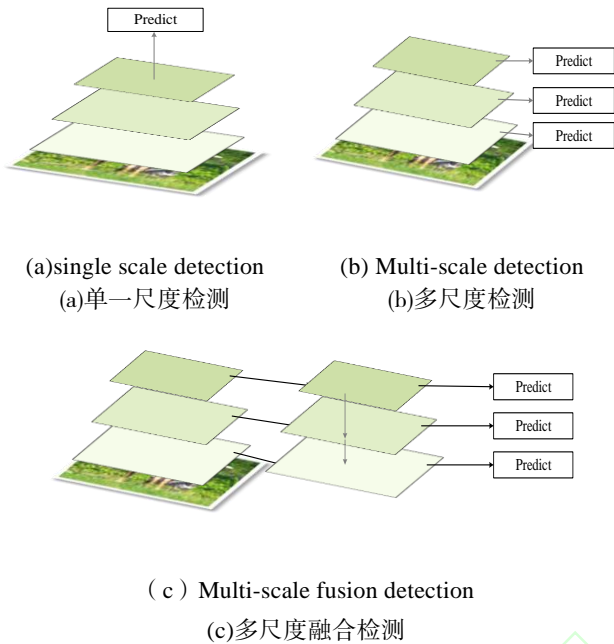 Predict
Predict
Predict
Predict
(a)single scale detection
(a)单一尺度检测
(b) Multi-scale detection
(b)多尺度检测
Predict
Predict
Predict
（c）Multi-scale fusion detection
(c)多尺度融合检测